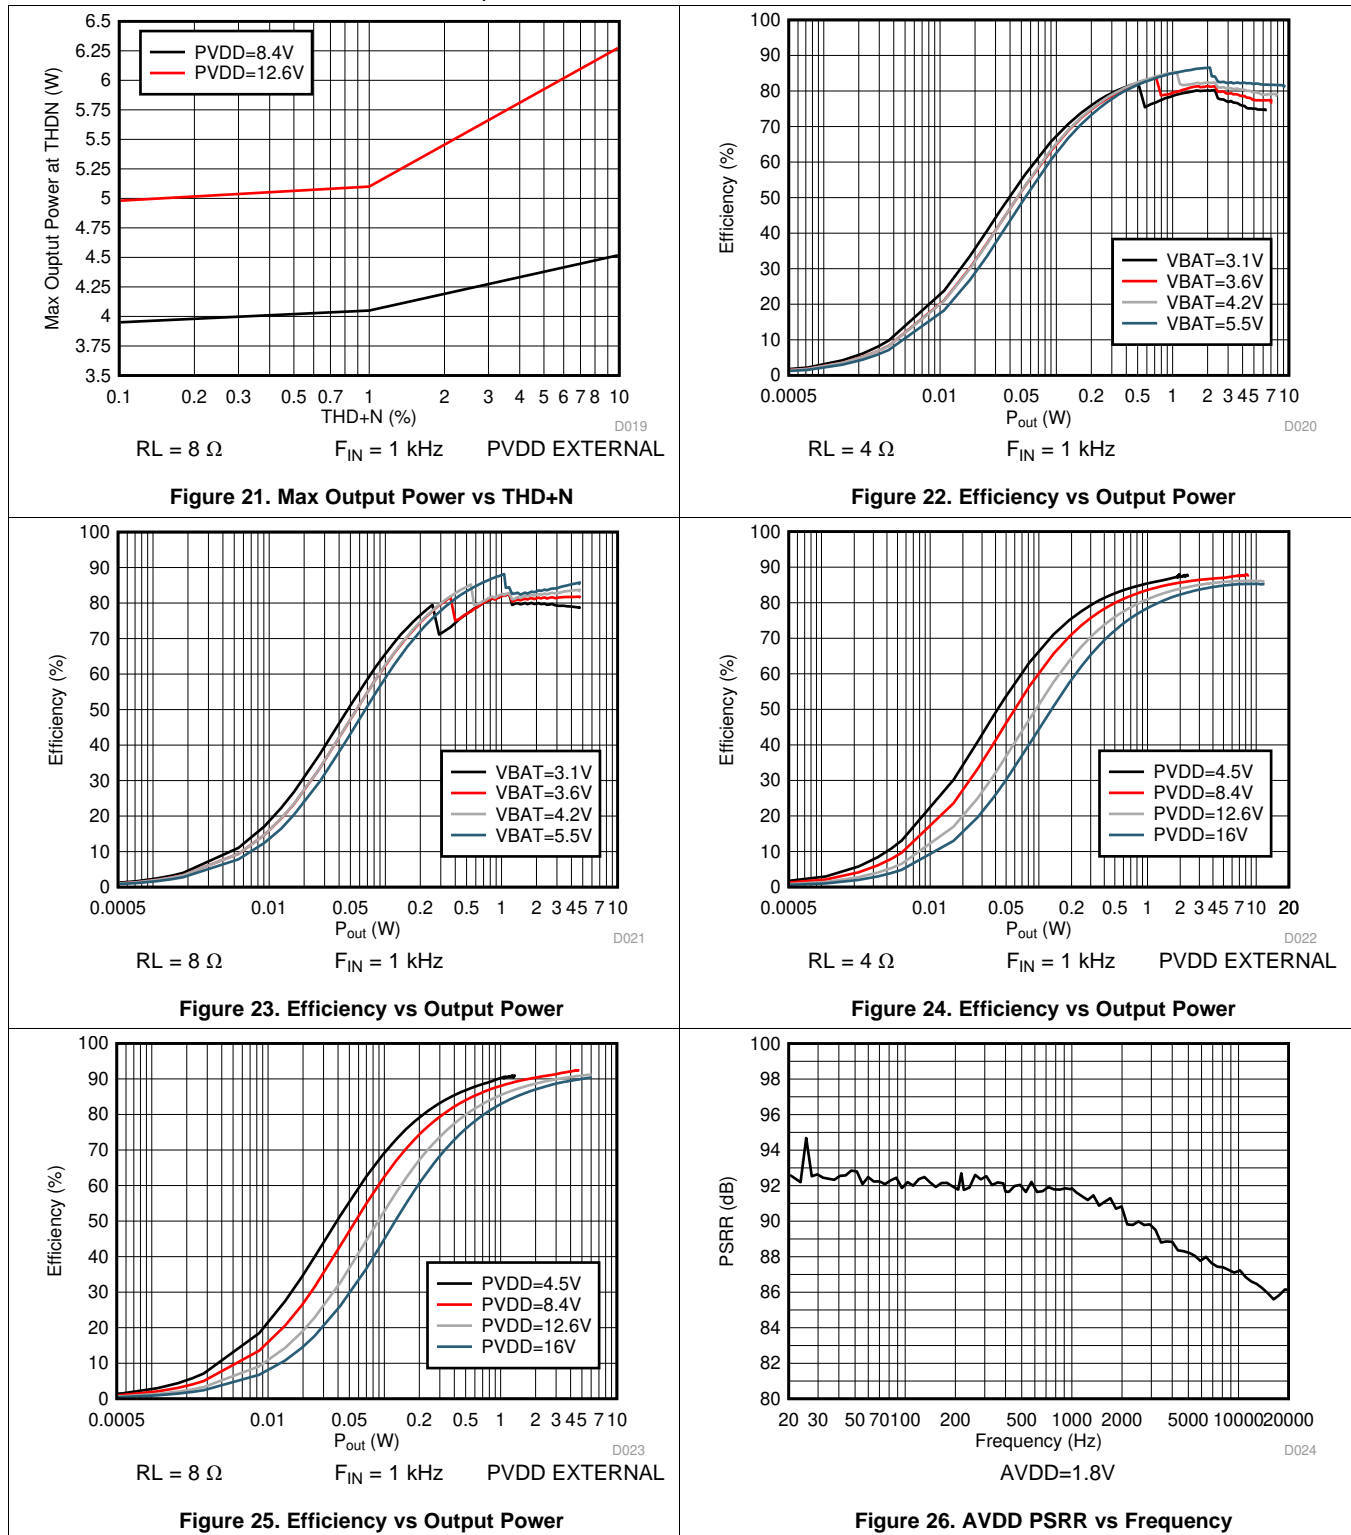 6.5
6.25
6
5.75
5.5
5.25
5
4.75
4.5
4.25
4
3.75
3.5
Max Ouptut Power at THDN (W)
PVDD=8.4V
PVDD=12.6V
0.1 0.2 0.3 0.5 0.7 1 2 3 4 5 6 7 8 10
THD+N (%)
D019
RL = 8 Ω FIN = 1 kHz PVDD EXTERNAL
Figure 21. Max Output Power vs THD+N
100
90
80
70
60
50
40
30
20
10
0
Efficiency (%)
VBAT=3.1V
VBAT=3.6V
VBAT=4.2V
VBAT=5.5V
0.0005 0.01 0.05 0.2 0.5 1 2 3 4 5 7 10
Pout (W)
D020
RL = 4 Ω FIN = 1 kHz
Figure 22. Efficiency vs Output Power
100
90
80
70
60
50
40
30
20
10
0
Efficiency (%)
VBAT=3.1V
VBAT=3.6V
VBAT=4.2V
VBAT=5.5V
0.0005 0.01 0.05 0.2 0.5 1 2 3 4 5 7 10
Pout (W)
D021
RL = 8 Ω FIN = 1 kHz
Figure 23. Efficiency vs Output Power
100
90
80
70
60
50
40
30
20
10
0
Efficiency (%)
PVDD=4.5V
PVDD=8.4V
PVDD=12.6V
PVDD=16V
0.0005 0.01 0.05 0.2 0.5 1 2 3 4 5 7 10 20
Pout (W)
D022
RL = 4 Ω FIN = 1 kHz PVDD EXTERNAL
Figure 24. Efficiency vs Output Power
100
90
80
70
60
50
40
30
20
10
0
Efficiency (%)
PVDD=4.5V
PVDD=8.4V
PVDD=12.6V
PVDD=16V
0.0005 0.01 0.05 0.2 0.5 1 2 3 4 5 7 10
Pout (W)
D023
RL = 8 Ω FIN = 1 kHz PVDD EXTERNAL
Figure 25. Efficiency vs Output Power
100
98
96
94
92
90
88
86
84
82
80
PSRR (dB)
20 30 50 70 100 200 500 1000 2000 5000 10000 20000
Frequency (Hz)
D024
AVDD=1.8V
Figure 26. AVDD PSRR vs Frequency